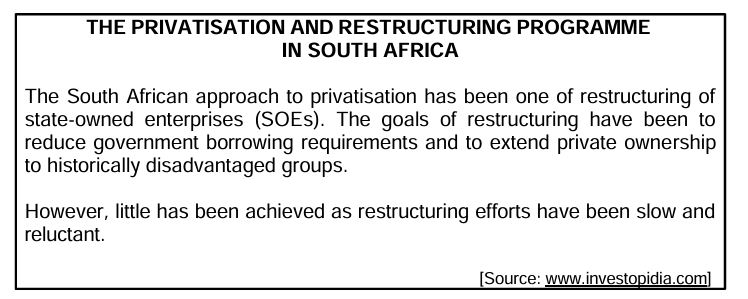 THE PRIVATISATION AND RESTRUCTURING PROGRAMME
IN SOUTH AFRICA
The South African approach to privatisation has been one of restructuring of
state-owned enterprises (SOEs). The goals of restructuring have been to
reduce government borrowing requirements and to extend private ownership
to historically disadvantaged groups.
However, little has been achieved as restructuring efforts have been slow and
reluctant.
[Source: www.investopidia.com]